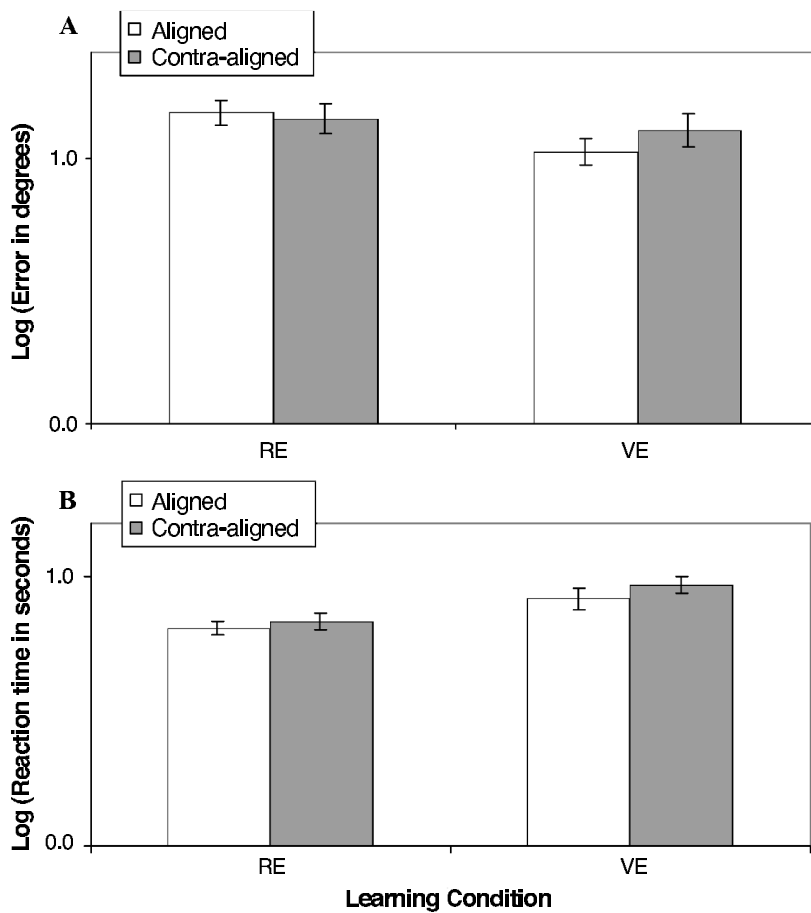 A
Aligned
Contra-aligned
Log (Error in degrees)
1.0
0.0
RE VE
B
Aligned
Contra-aligned
Log (Reaction time in seconds)
1.0
0.0
RE VE
Learning Condition